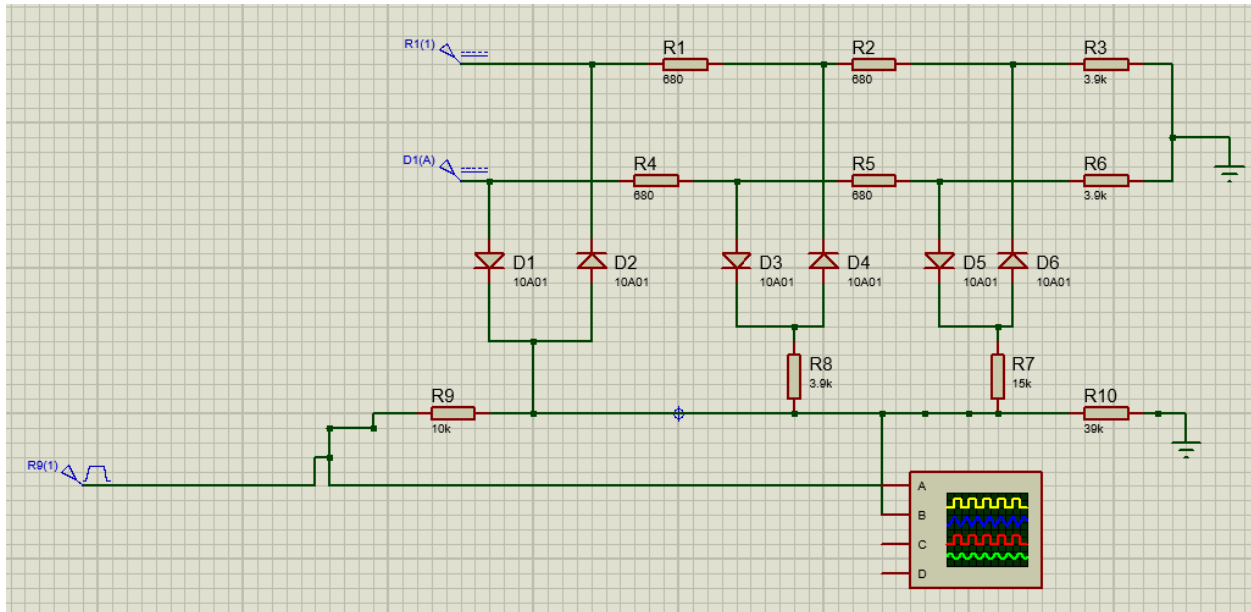 R1(1)
R1
680
R2
680
R3
3.9k
D1(A)
R4
680
R5
680
R6
3.9k
D1
10A01
D2
10A01
D3
10A01
D4
10A01
D5
10A01
D6
10A01
R8
3.9k
R7
15k
R9
10k
R10
39k
R9(1)
A
B
C
D